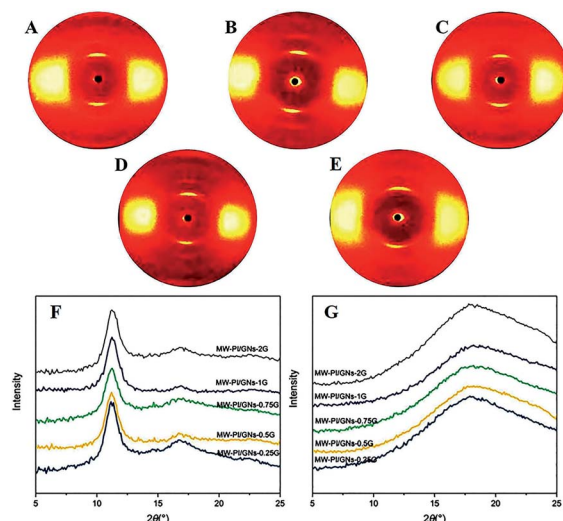 A
B
C
D
E
F
MW-PI/GNs-2G
MW-PI/GNs-1G
MW-PI/GNs-0.75G
MW-PI/GNs-0.5G
MW-PI/GNs-0.25G
Intensity
5
10
15
20
25
2θ(°)
G
MW-PI/GNs-2G
MW-PI/GNs-1G
MW-PI/GNs-0.75G
MW-PI/GNs-0.5G
MW-PI/GNs-0.25G
Intensity
5
10
15
20
25
2θ(°)